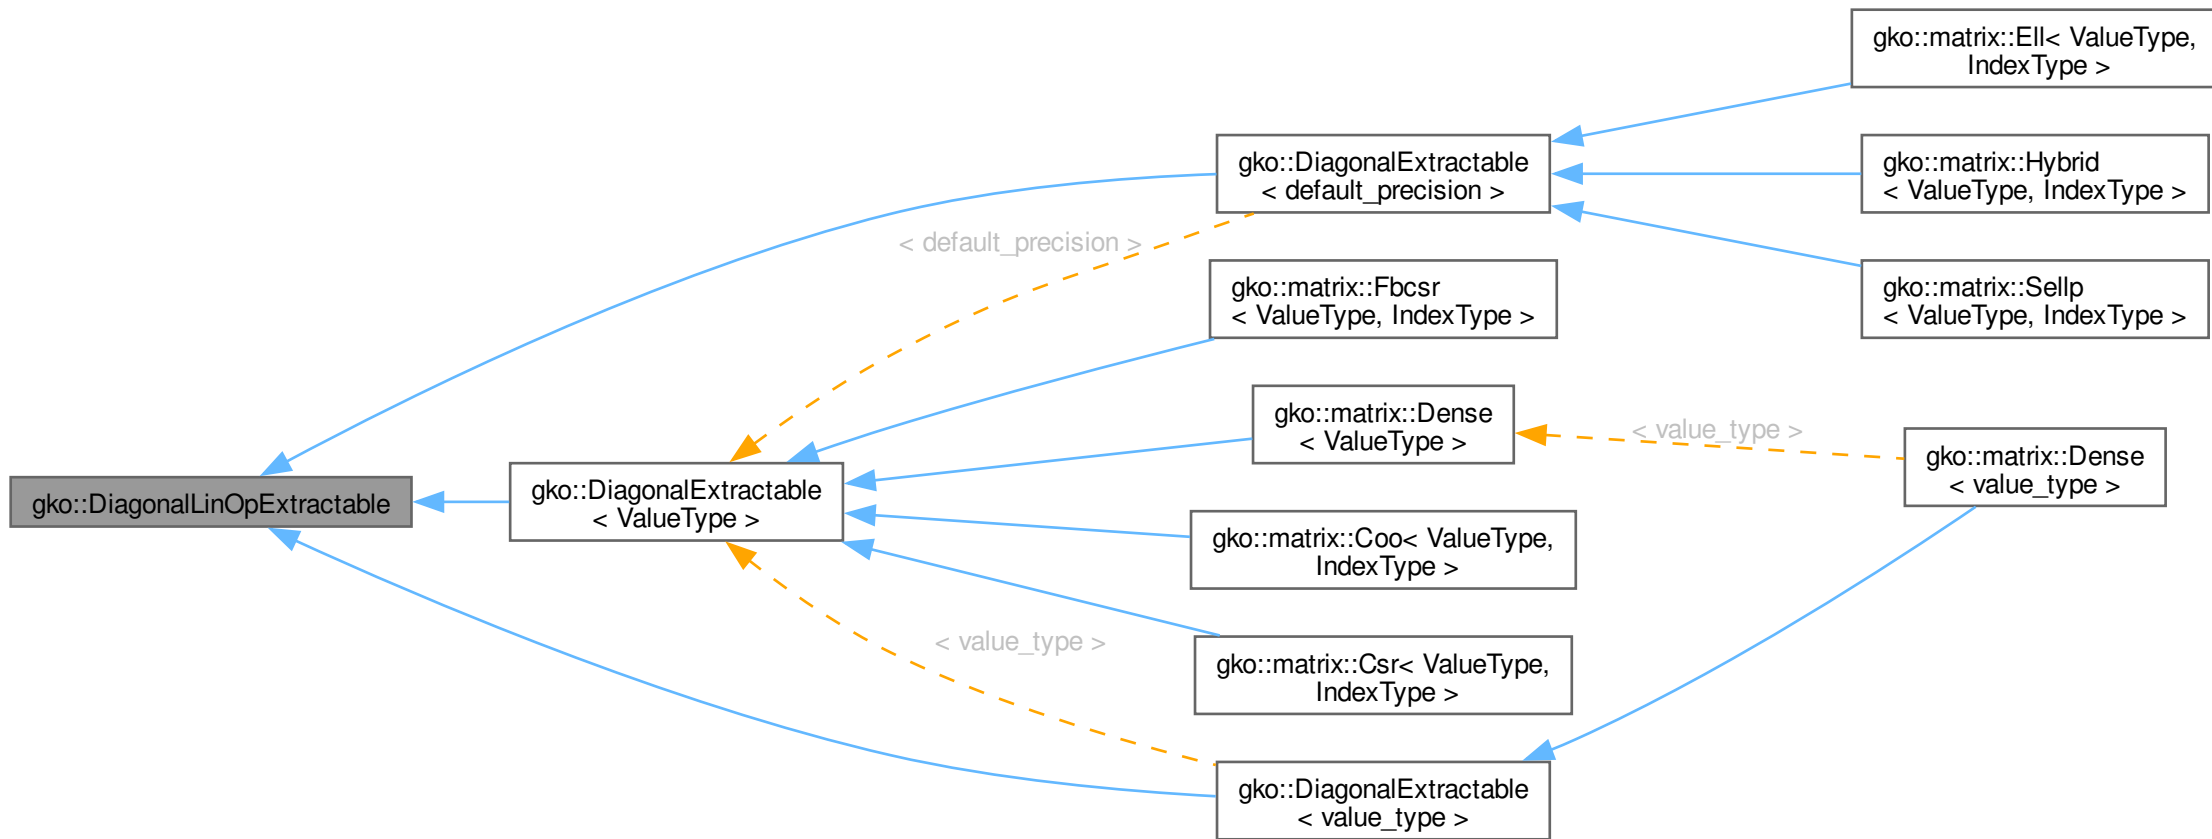 gko::DiagonalLinOpExtractable
gko::DiagonalExtractable
< ValueType >
< default_precision >
< value_type >
gko::DiagonalExtractable
< default_precision >
gko::matrix::Fbcsr
< ValueType, IndexType >
gko::matrix::Dense
< ValueType >
gko::matrix::Coo< ValueType,
IndexType >
gko::matrix::Csr< ValueType,
IndexType >
gko::DiagonalExtractable
< value_type >
< value_type >
gko::matrix::Ell< ValueType,
IndexType >
gko::matrix::Hybrid
< ValueType, IndexType >
gko::matrix::Sellp
< ValueType, IndexType >
gko::matrix::Dense
< value_type >